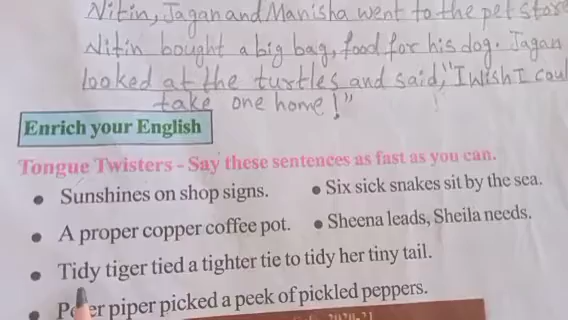 Nitin, Jagan and Manisha went to the pet store
Nitin bought a big bag, food for his dog. Jagan
looked at the turtles and said, "I wish I coul
take one home!"
Enrich your English
Tongue Twisters - Say these sentences as fast as you can.
• Sunshines on shop signs. • Six sick snakes sit by the sea.
• A proper copper coffee pot. • Sheena leads, Sheila needs.
• Tidy tiger tied a tighter tie to tidy her tiny tail.
• piper picked a peek of pickled peppers.
2020-21